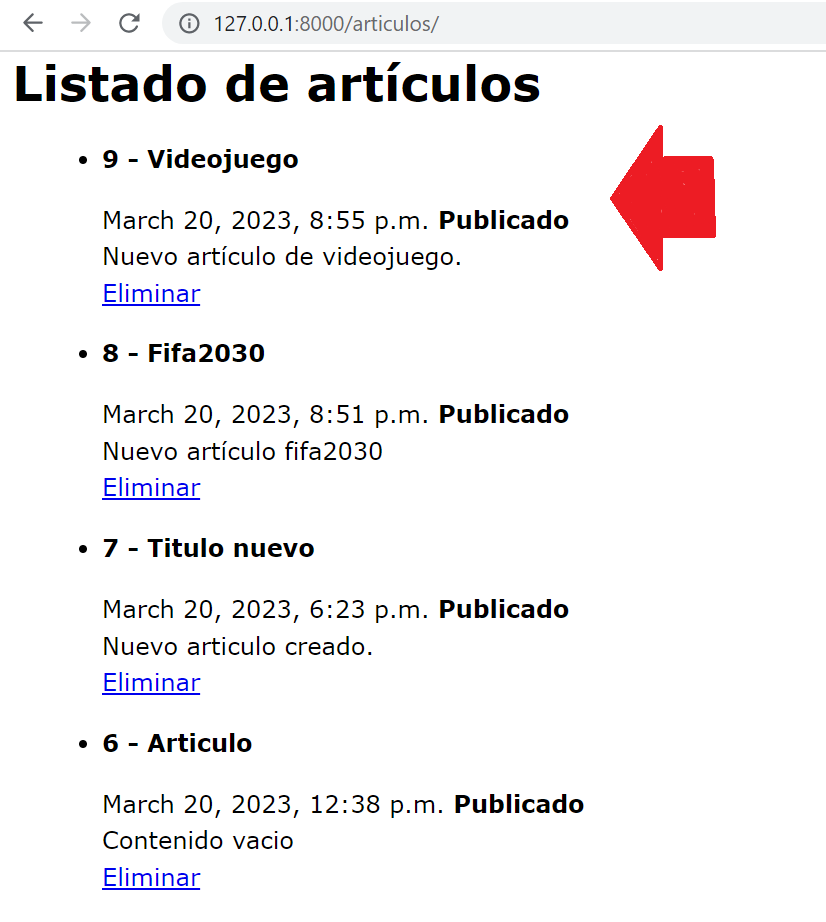 127.0.0.1:8000/articulos/
Listado de artículos
• 9 - Videojuego
March 20, 2023, 8:55 p.m. Publicado
Nuevo artículo de videojuego.
Eliminar
• 8 - Fifa2030
March 20, 2023, 8:51 p.m. Publicado
Nuevo artículo fifa2030
Eliminar
• 7 - Titulo nuevo
March 20, 2023, 6:23 p.m. Publicado
Nuevo articulo creado.
Eliminar
• 6 - Articulo
March 20, 2023, 12:38 p.m. Publicado
Contenido vacio
Eliminar